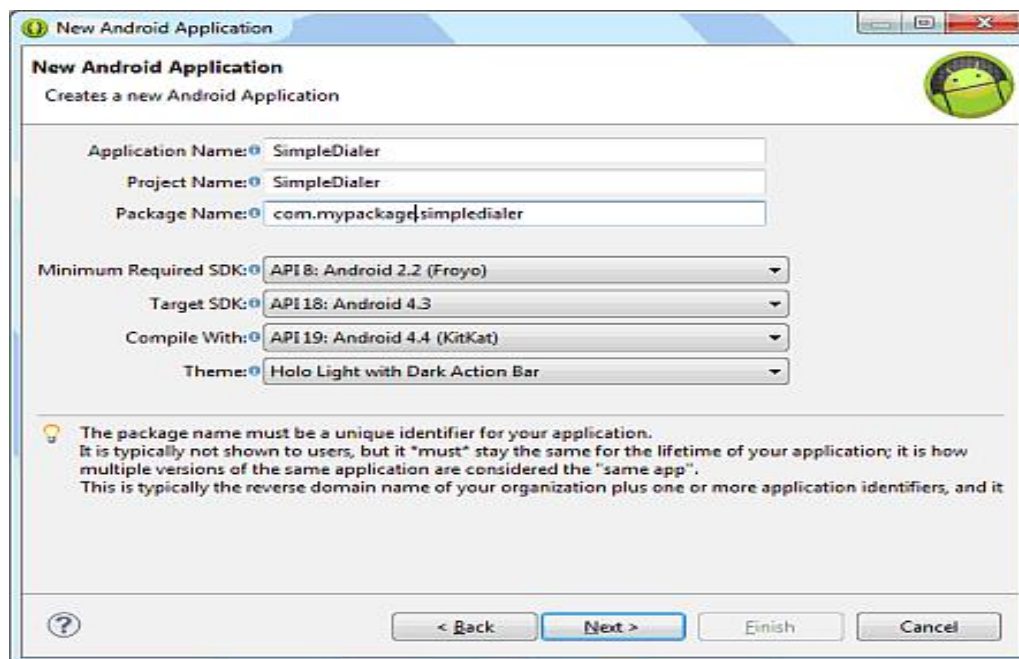 New Android Application
New Android Application
Creates a new Android Application
Application Name: SimpleDialer
Project Name: SimpleDialer
Package Name: com.mypackage.simpledialer
Minimum Required SDK: API 8: Android 2.2 (Froyo)
Target SDK: API 18: Android 4.3
Compile With: API 19: Android 4.4 (KitKat)
Theme: Holo Light with Dark Action Bar
The package name must be a unique identifier for your application.
It is typically not shown to users, but it *must* stay the same for the lifetime of your application; it is how
multiple versions of the same application are considered the "same app".
This is typically the reverse domain name of your organization plus one or more application identifiers, and it
? < Back Next > Finish Cancel